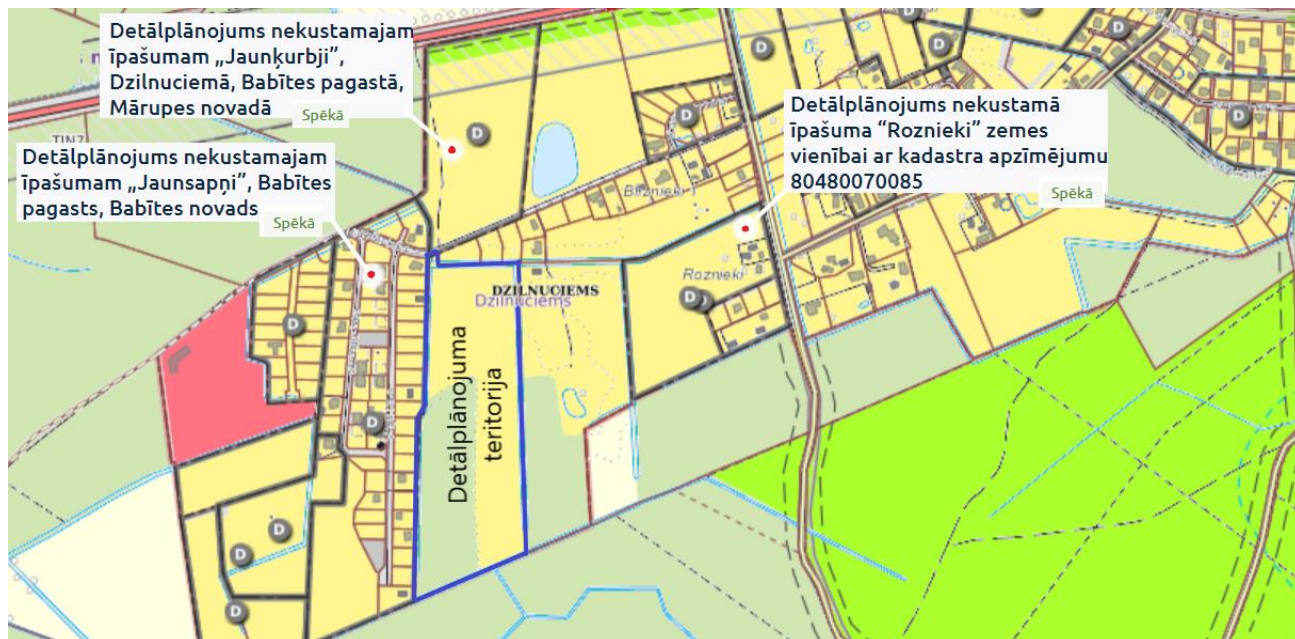 Detālplānojums nekustamajam
īpašumam „Jaunķurbji”,
Dzilnuciemā, Babītes pagastā,
Mārupes novadā
Spēkā
Detālplānojums nekustamā
īpašuma “Roznieki” zemes
vienībai ar kadastra apzīmējumu
80480070085
Spēkā
TIN7
Detālplānojums nekustamajam
īpašumam „Jaunsapņi”, Babītes
pagasts, Babītes novads
Spēkā
Roznieki
DZILNUCIEMS
Dzilnuciems
Detālplānojuma
teritorija
D
D
D
D
D
D
D
D
D
D
D
D